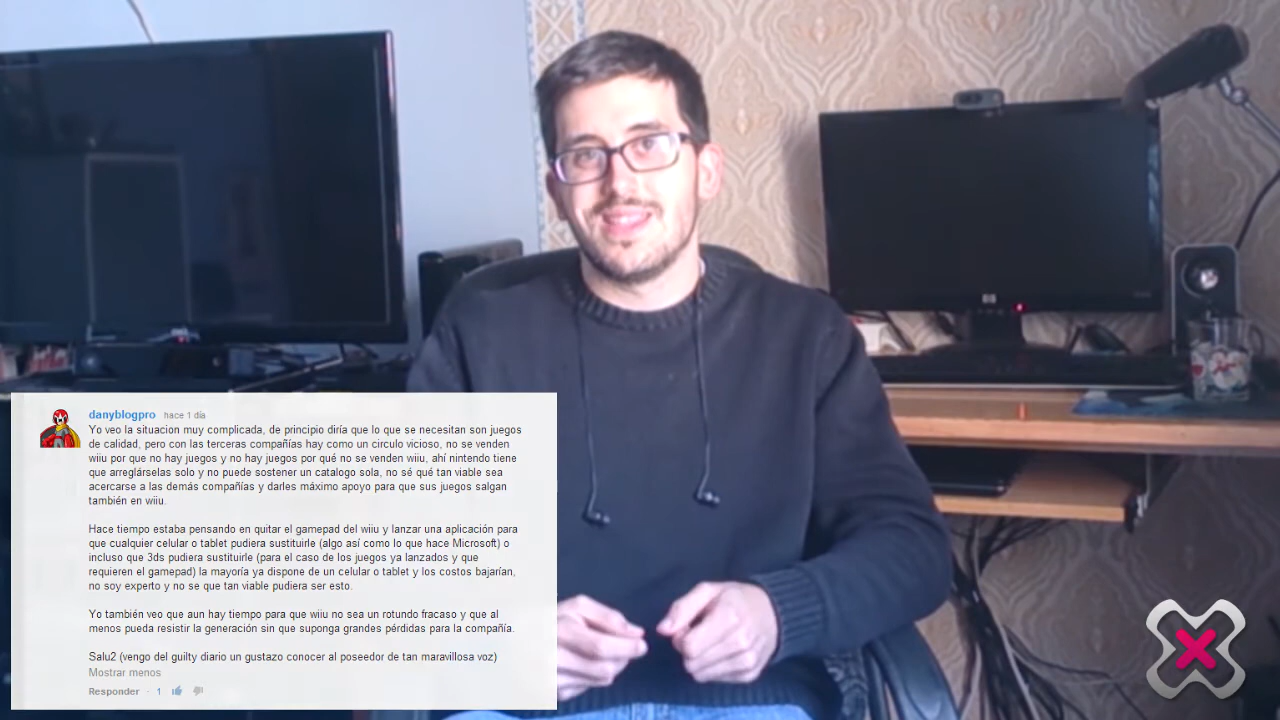 danyblogpro hace 1 día
Yo veo la situacion muy complicada, de principio diría que lo que se necesitan son juegos
de calidad, pero con las terceras compañías hay como un circulo vicioso, no se venden
wiiu por que no hay juegos y no hay juegos por qué no se venden wiiu, ahí nintendo tiene
que arreglárselas solo y no puede sostener un catalogo sola, no sé qué tan viable sea
acercarse a las demás compañías y darles máximo apoyo para que sus juegos salgan
también en wiiu.
Hace tiempo estaba pensando en quitar el gamepad del wiiu y lanzar una aplicación para
que cualquier celular o tablet pudiera sustituirle (algo así como lo que hace Microsoft) o
incluso que 3ds pudiera sustituirle (para el caso de los juegos ya lanzados y que
requieren el gamepad) la mayoría ya dispone de un celular o tablet y los costos bajarían,
no soy experto y no se que tan viable pudiera ser esto.
Yo también veo que aun hay tiempo para que wiiu no sea un rotundo fracaso y que al
menos pueda resistir la generación sin que suponga grandes pérdidas para la compañía.
Salu2 (vengo del guilty diario un gustazo conocer al poseedor de tan maravillosa voz)
Mostrar menos
Responder · 1
hp